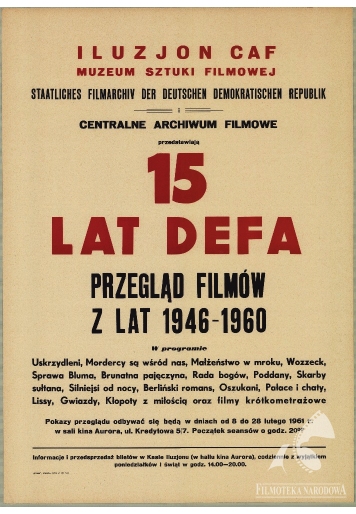 ILUZJON CAF
MUZEUM SZTUKI FILMOWEJ
STAATLICHES FILMARCHIV DER DEUTSCHEN DEMOKRATISCHEN REPUBLIK
i
CENTRALNE ARCHIWUM FILMOWE
przedstawiają
15
LAT DEFA
PRZEGLĄD FILMÓW
Z LAT 1946-1960
W programie
Uskrzydleni, Mordercy są wśród nas, Małżeństwo w mroku, Wozzeck,
Sprawa Bluma, Brunatna pajęczyna, Rada bogów, Poddany, Skarby
sułtana, Silniejsi od nocy, Berliński romans, Oszukani, Pałace i chaty,
Lissy, Gwiazdy, Kłopoty z miłością oraz filmy krótkometrażowe
Pokazy przeglądu odbywać się będą w dniach od 8 do 28 lutego 1961 r.
w sali kina Aurora, ul. Kredytowa 5/7. Początek seansów o godz.
Informacje i przedsprzedaż biletów w Kasie Iluzjonu (w hallu kina Aurora), codziennie z wyjątkiem
poniedziałków i świąt w godz. 14.00—20.00.
FILMOTEKA NARODOWA